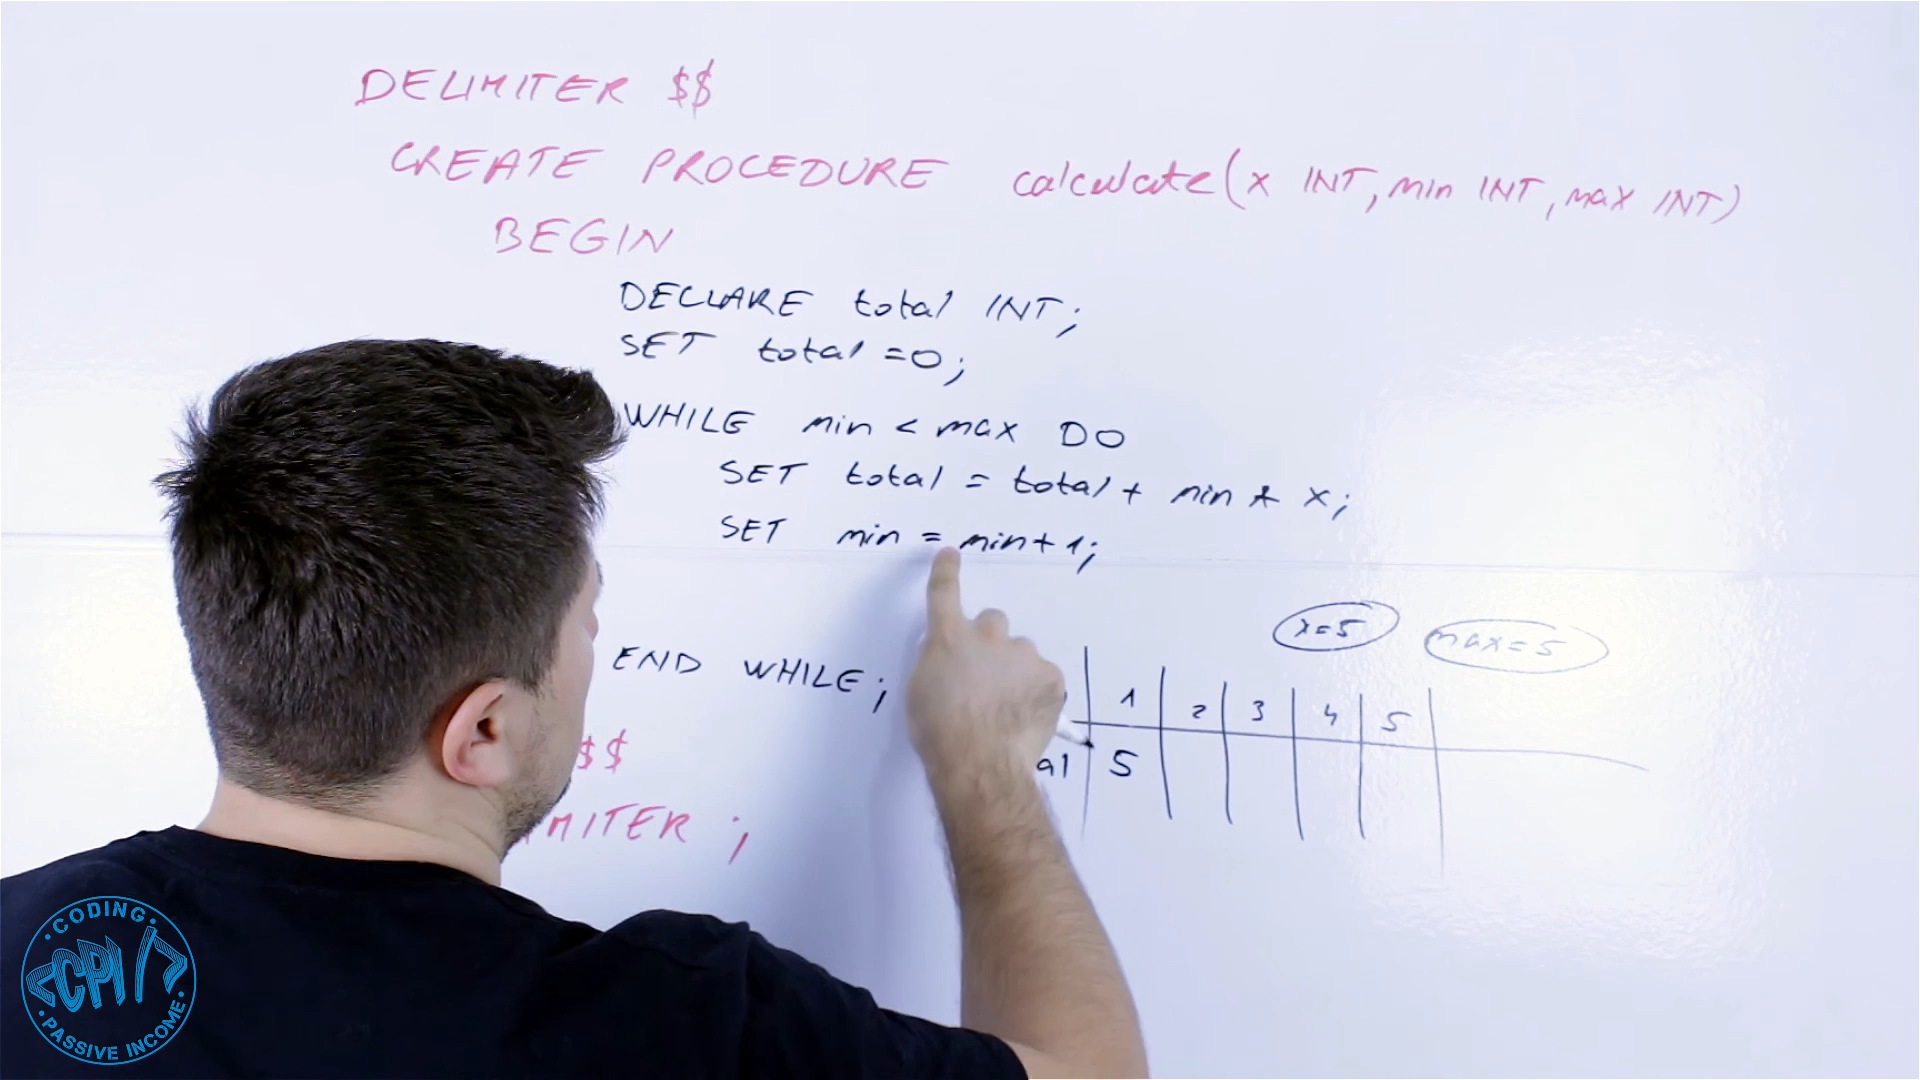 DELIMITER $$
CREATE PROCEDURE calculate(x INT, min INT, max INT)
BEGIN
DECLARE total INT;
SET total =0;
WHILE min < max DO
SET total = total + min * x;
SET min = min+1;
END WHILE;
x=5 max=5
1 2 3 4 5
al 5
$$
MITER ;
CODING
<CPI/>
PASSIVE INCOME